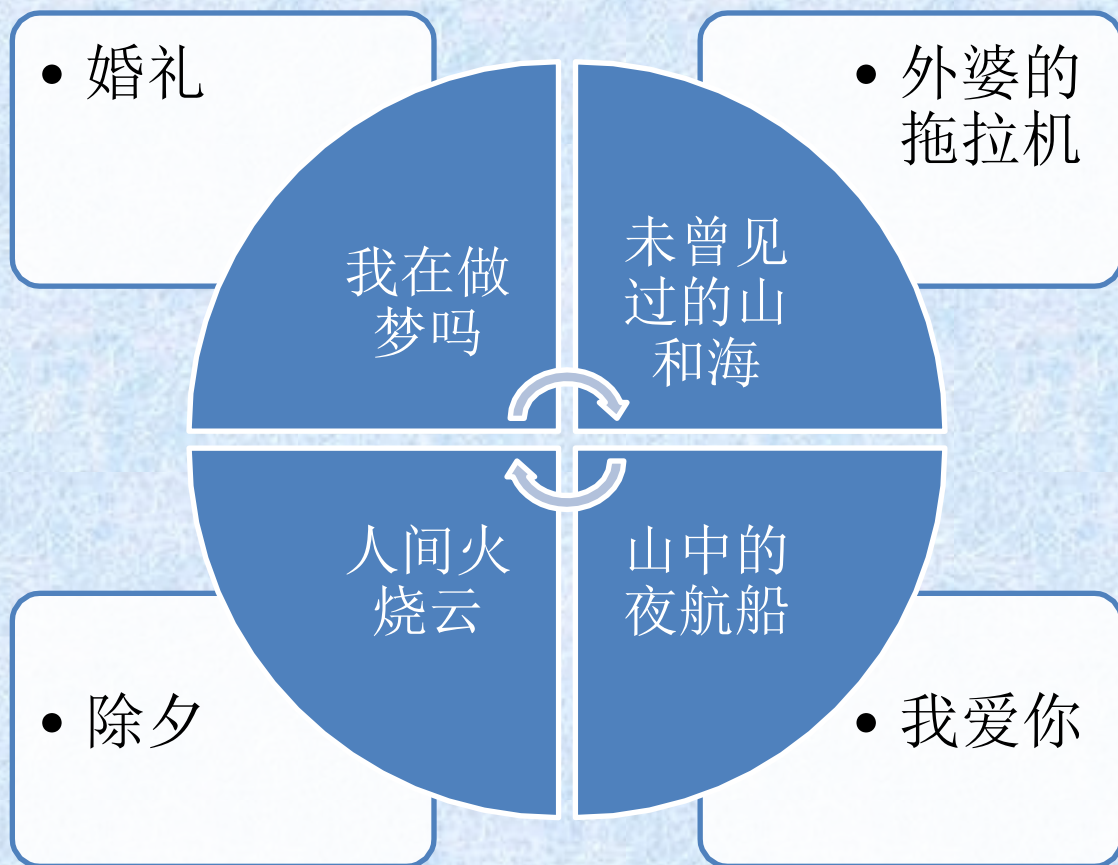 • 婚礼
• 外婆的
拖拉机
我在做
梦吗
未曾见
过的山
和海
人间火
烧云
山中的
夜航船
• 除夕
• 我爱你